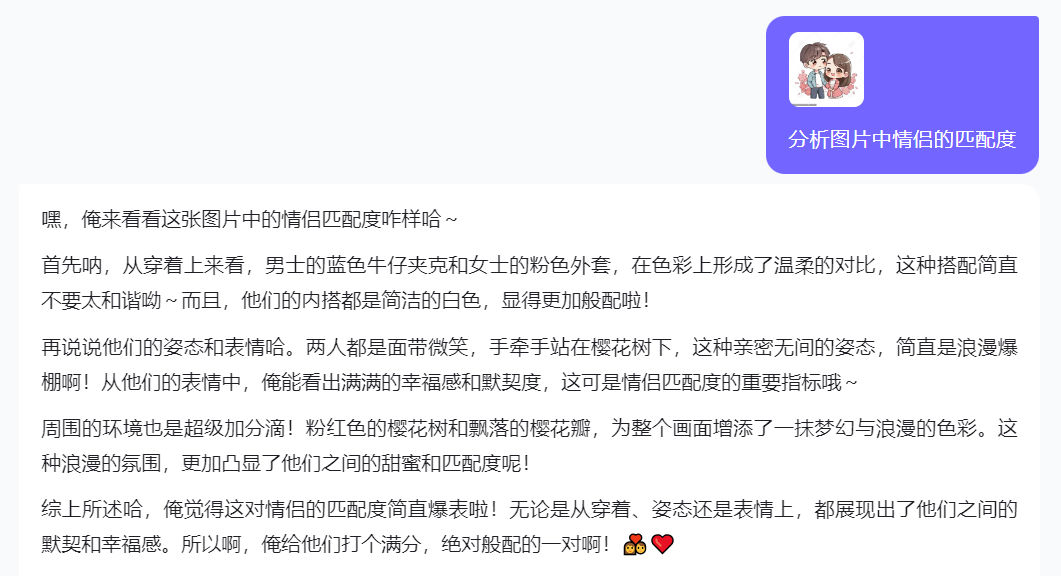 分析图片中情侣的匹配度
嘿，俺来看看这张图片中的情侣匹配度咋样哈～
首先呐，从穿着上来看，男士的蓝色牛仔夹克和女士的粉色外套，在色彩上形成了温柔的对比，这种搭配简直
不要太和谐呦～而且，他们的内搭都是简洁的白色，显得更加般配啦！
再说说他们的姿态和表情哈。两人都是面带微笑，手牵手站在樱花树下，这种亲密无间的姿态，简直是浪漫爆
棚啊！从他们的表情中，俺能看出满满的幸福感和默契度，这可是情侣匹配度的重要指标哦～
周围的环境也是超级加分滴！粉红色的樱花树和飘落的樱花瓣，为整个画面增添了一抹梦幻与浪漫的色彩。这
种浪漫的氛围，更加凸显了他们之间的甜蜜和匹配度呢！
综上所述哈，俺觉得这对情侣的匹配度简直爆表啦！无论是从穿着、姿态还是表情上，都展现出了他们之间的
默契和幸福感。所以啊，俺给他们打个满分，绝对般配的一对啊！💑❤️